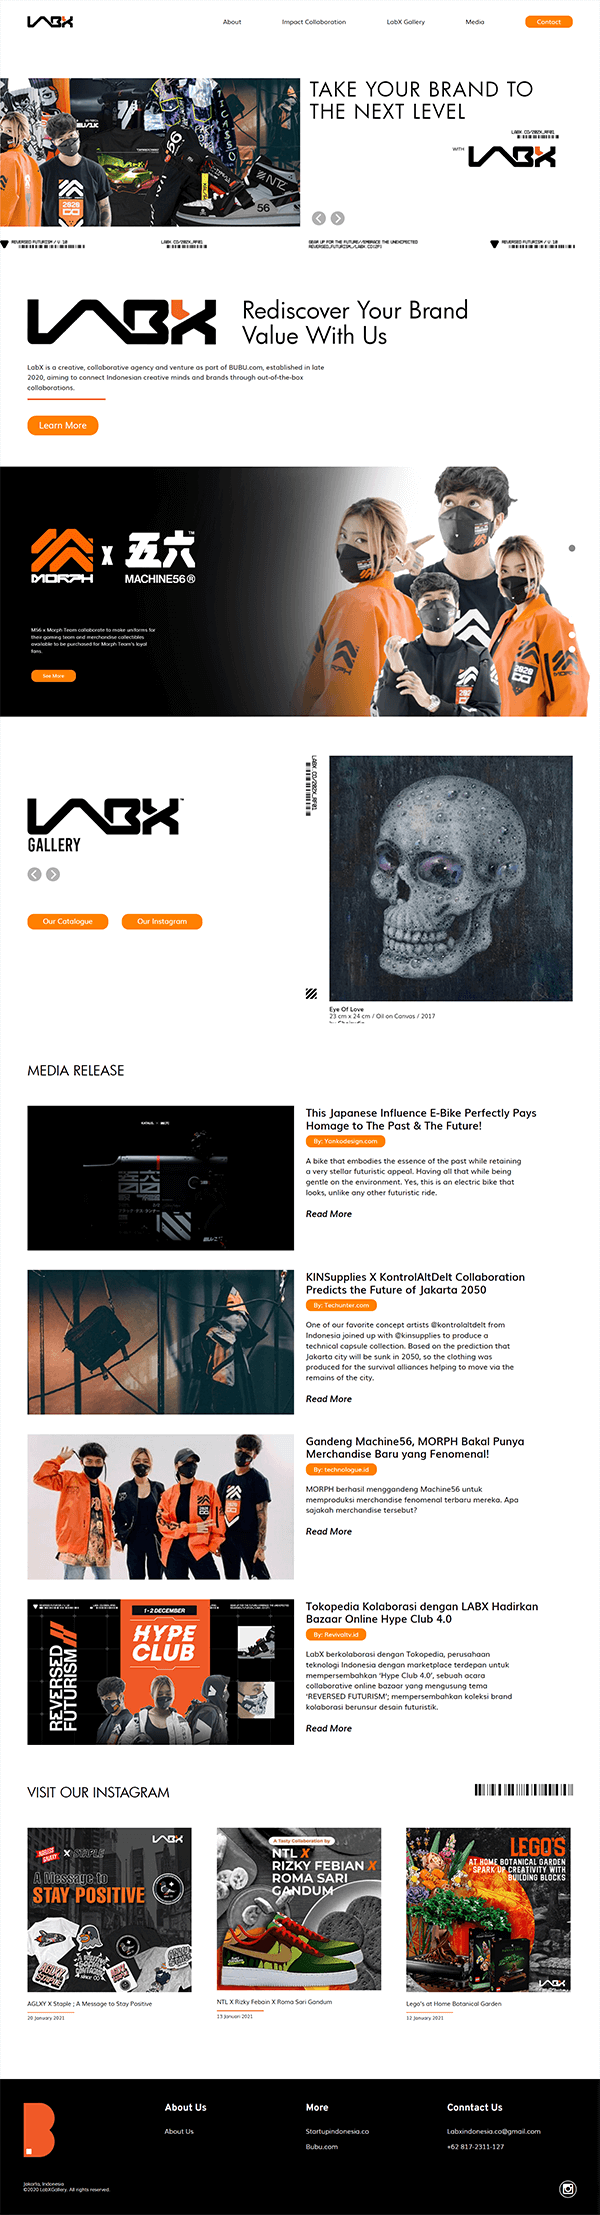 LABX
About
Impact Collaboration
LabX Gallery
Media
Contact
TAKE YOUR BRAND TO
THE NEXT LEVEL
LABX CO/202X_RF01
WITH LABX
REVERSED FUTURISM / V 10
LABX CO/202X_RF01
GEAR UP FOR THE FUTURE//EMBRACE THE UNEXPECTED
REVERSED FUTURISM / V 10
LABX
Rediscover Your Brand
Value With Us
LabX is a creative, collaborative agency and venture as part of BUBU.com, established in late
2020, aiming to connect Indonesian creative minds and brands through out-of-the-box
collaborations.
Learn More
MORPH X 五六
MACHINE56®
M56 x Morph Team collaborate to make uniforms for
their gaming team and merchandise collectibles
available to be purchased for Morph Team's loyal
fans.
See More
LABX™
GALLERY
LABX CO/202X_RF01
Our Catalogue
Our Instagram
Eye Of Love
23 cm x 24 cm / Oil on Canvas / 2017
MEDIA RELEASE
This Japanese Influence E-Bike Perfectly Pays
Homage to The Past & The Future!
By: Yankodesign.com
A bike that embodies the essence of the past while retaining
a very stellar futuristic appeal. Having all that while being
gentle on the environment. Yes, this is an electric bike that
looks, unlike any other futuristic ride.
Read More
KINSupplies X KontrolAltDelt Collaboration
Predicts the Future of Jakarta 2050
By: Techunter.com
One of our favorite concept artists @kontrolaltdelt from
Indonesia joined up with @kinsupplies to produce a
technical capsule collection. Based on the prediction that
Jakarta city will be sunk in 2050, so the clothing was
produced for the survival alliances helping to move via the
remains of the city.
Read More
Gandeng Machine56, MORPH Bakal Punya
Merchandise Baru yang Fenomenal!
By: technologue.id
MORPH berhasil menggandeng Machine56 untuk
memproduksi merchandise fenomenal terbaru mereka. Apa
sajakah merchandise tersebut?
Read More
1-2 DECEMBER
HYPE
CLUB
REVERSED
FUTURISM
Tokopedia Kolaborasi dengan LABX Hadirkan
Bazaar Online Hype Club 4.0
By: Revivaltv.id
LabX berkolaborasi dengan Tokopedia, perusahaan
teknologi Indonesia dengan marketplace terdepan untuk
mempersembahkan 'Hype Club 4.0', sebuah acara
collaborative online bazaar yang mengusung tema
'REVERSED FUTURISM'; mempersembahkan koleksi brand
kolaborasi berunsur desain futuristik.
Read More
VISIT OUR INSTAGRAM
X STAPLE
LABX
A Message to
STAY POSITIVE
AGLXY X Staple ; A Message to Stay Positive
20 January 2021
A Tasty Collaboration by
NTL X
RIZKY FEBIAN X
ROMA SARI
GANDUM
NTL X Rizky Febain X Roma Sari Gandum
13 Januari 2021
LEGO'S
AT HOME BOTANICAL GARDEN
SPARK UP CREATIVITY WITH
BUILDING BLOCKS
LABX
Lego's at Home Botanical Garden
12 January 2021
About Us
About Us
More
Startupindonesia.co
Bubu.com
Conntact Us
Labxindonesia.co@gmail.com
+62 817-2311-127
Jakarta, Indonesia
©2020 LabXGallery. All rights reserved.